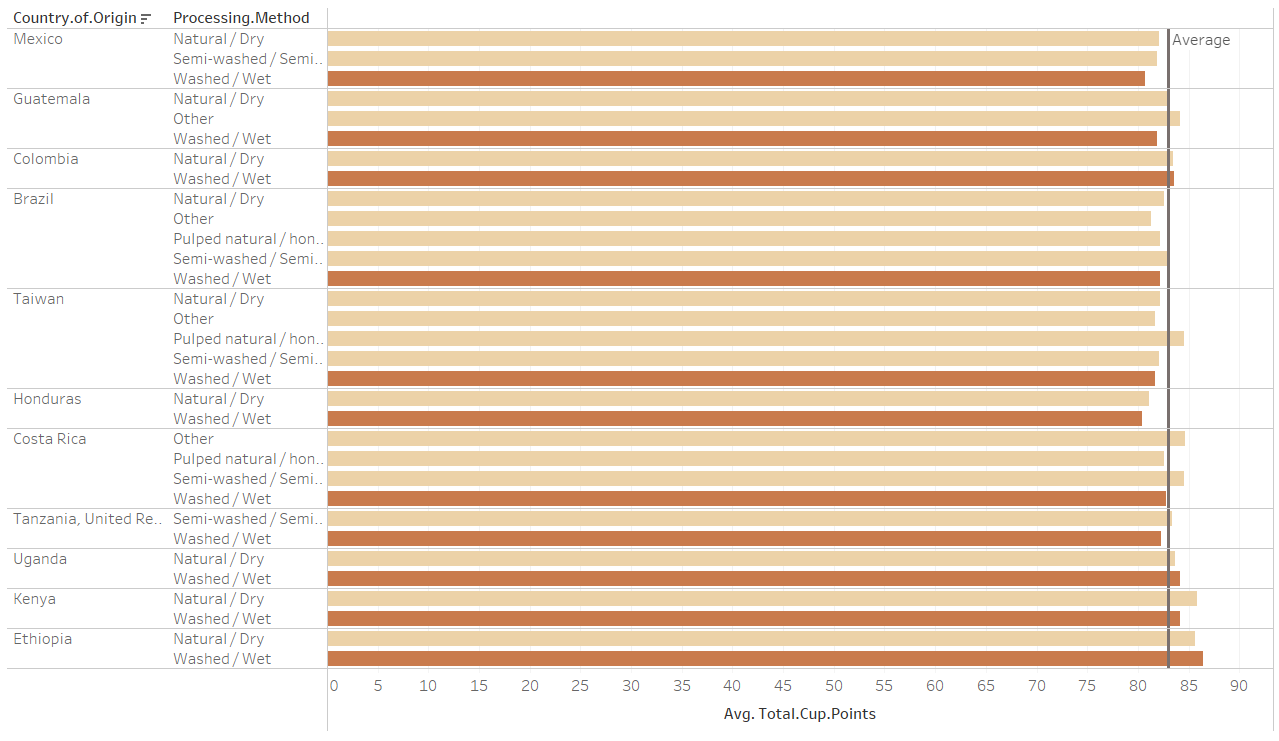 Country.of.Origin Processing.Method
Mexico Natural / Dry Average
Semi-washed / Semi..
Washed / Wet
Guatemala Natural / Dry
Other
Washed / Wet
Colombia Natural / Dry
Washed / Wet
Brazil Natural / Dry
Other
Pulped natural / hon..
Semi-washed / Semi..
Washed / Wet
Taiwan Natural / Dry
Other
Pulped natural / hon..
Semi-washed / Semi..
Washed / Wet
Honduras Natural / Dry
Washed / Wet
Costa Rica Other
Pulped natural / hon..
Semi-washed / Semi..
Washed / Wet
Tanzania, United Re.. Semi-washed / Semi..
Washed / Wet
Uganda Natural / Dry
Washed / Wet
Kenya Natural / Dry
Washed / Wet
Ethiopia Natural / Dry
Washed / Wet
0 5 10 15 20 25 30 35 40 45 50 55 60 65 70 75 80 85 90
Avg. Total.Cup.Points